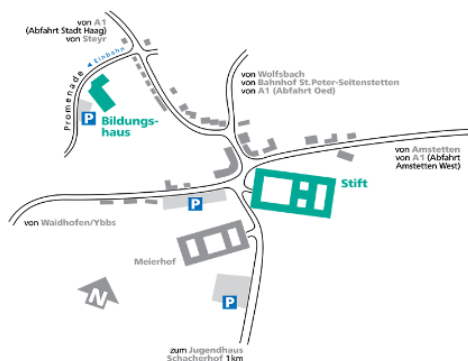 von A1
(Abfahrt Stadt Haag)
von Steyr
Einbahn
Promenade
P
Bildungs-
haus
von Wolfsbach
von Bahnhof St.Peter-Seitenstetten
von A1 (Abfahrt Oed)
von Amstetten
von A1 (Abfahrt
Amstetten West)
Stift
P
von Waidhofen/Ybbs
Meierhof
N
P
zum Jugendhaus
Schacherhof 1km